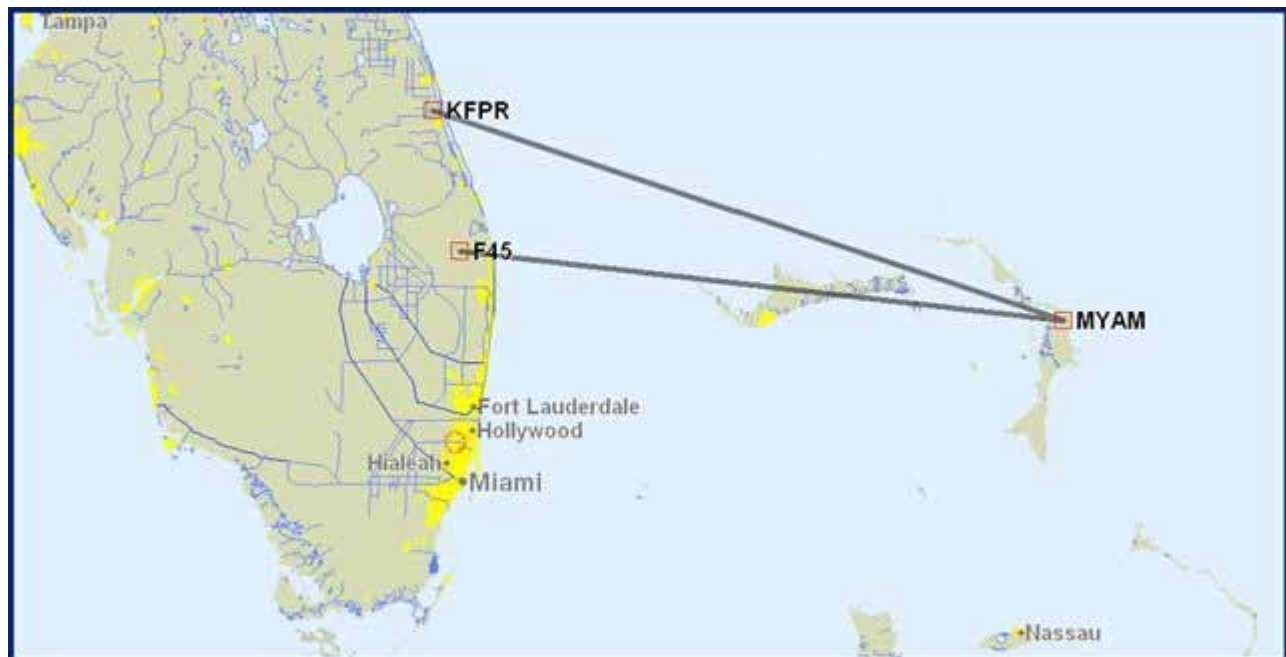 Tampa
KFPR
F45
MYAM
Fort Lauderdale
Hollywood
Hialeah
Miami
Nassau